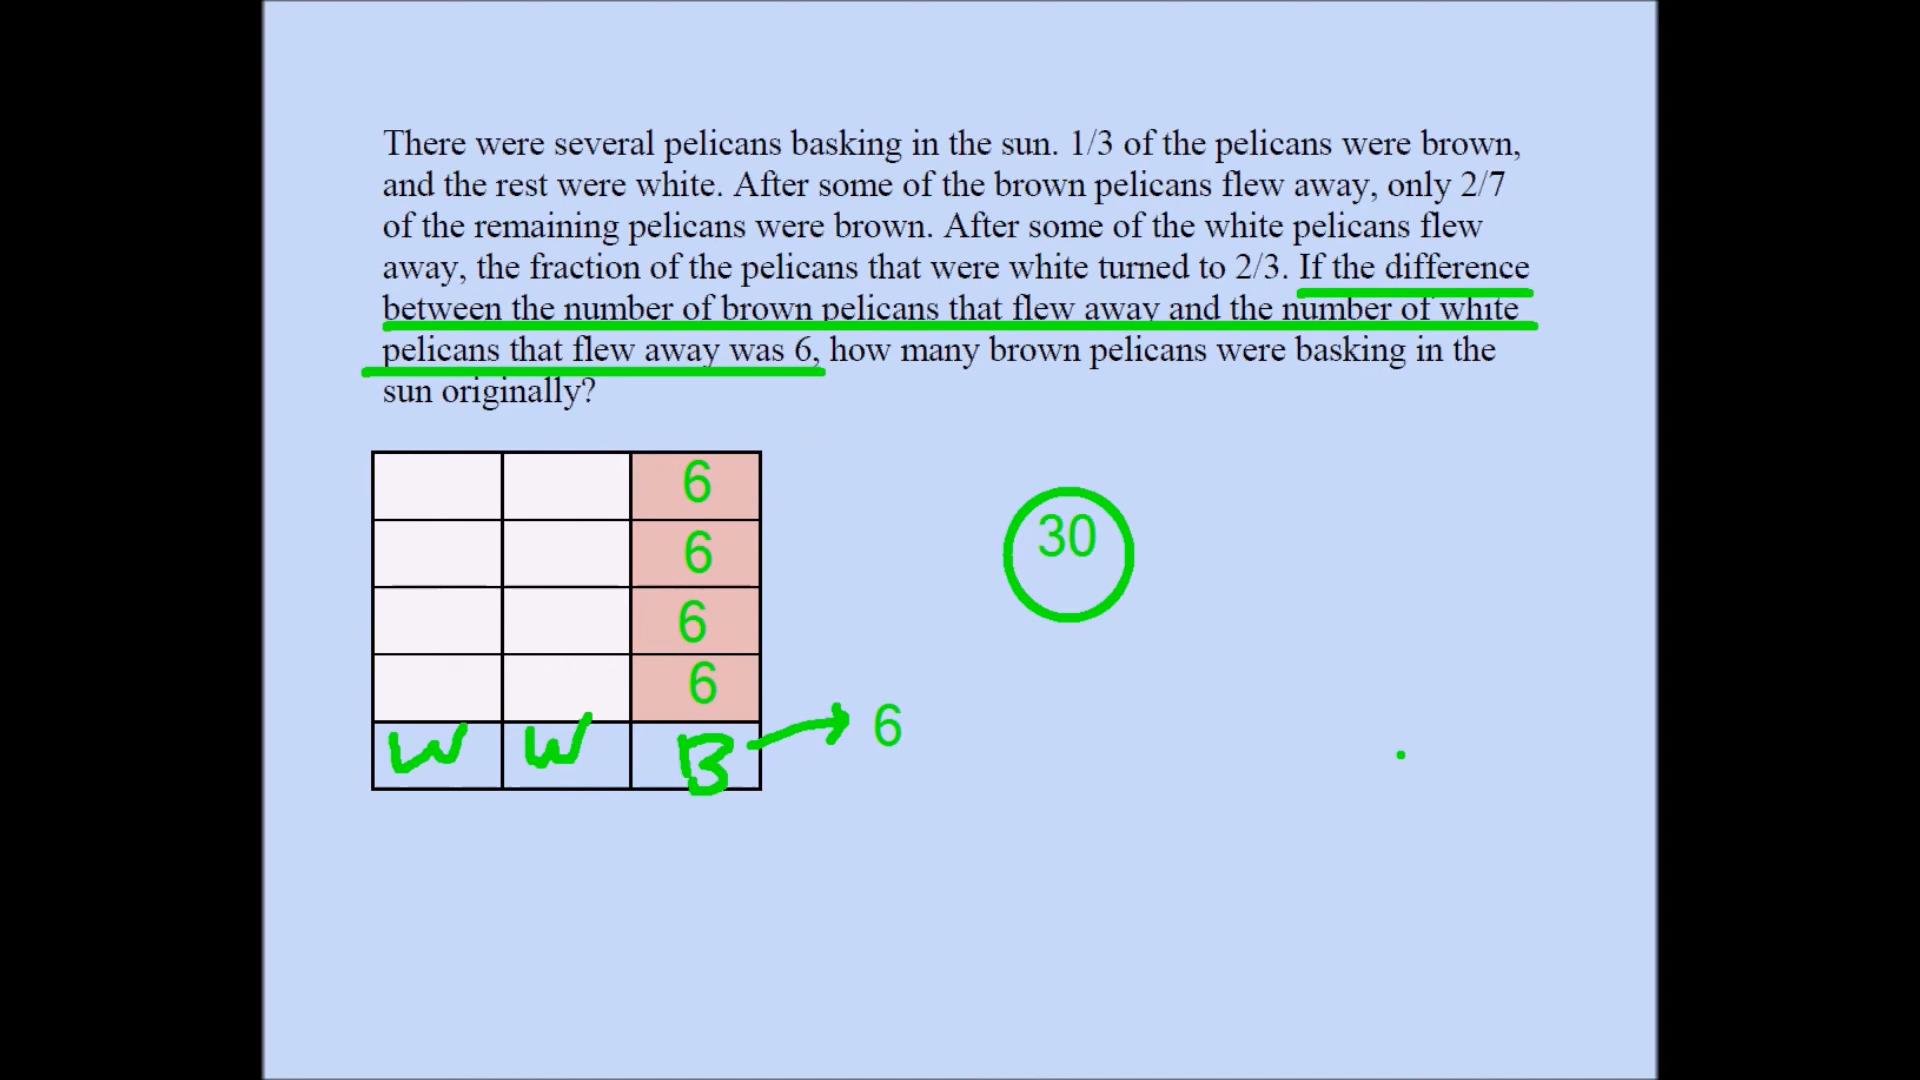 There were several pelicans basking in the sun. 1/3 of the pelicans were brown,
and the rest were white. After some of the brown pelicans flew away, only 2/7
of the remaining pelicans were brown. After some of the white pelicans flew
away, the fraction of the pelicans that were white turned to 2/3. If the difference
between the number of brown pelicans that flew away and the number of white
pelicans that flew away was 6, how many brown pelicans were basking in the
sun originally?
6
30
6
6
6
W W B 6